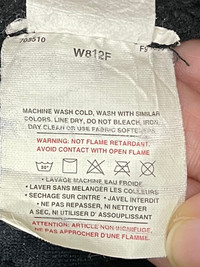 703510
W812F
MACHINE WASH COLD, WASH WITH SIMILAR
COLORS. LINE DRY, DO NOT BLEACH, IRON,
DRY CLEAN OR USE FABRIC SOFTENERS.
WARNING: NOT FLAME RETARDANT.
AVOID CONTACT WITH OPEN FLAME.
• LAVAGE MACHINE EAU FROIDE
• LAVER SANS MELANGER LES COULEURS
• SECHAGE SUR CINTRE • JAVEL INTERDIT
• NE PAS REPASSER, NI NETTOYER
A SEC, NI UTILISER D' ASSOUPLISSANT
ATTENTION: ARTICLE NON IGNIFUGE,
NE PAS APPROCHER D'UNE FLAMME.